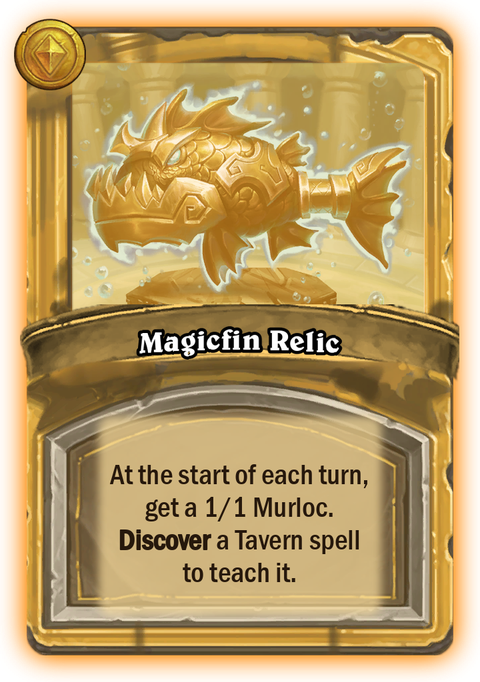 Magicfin Relic
At the start of each turn,
get a 1/1 Murloc.
Discover a Tavern spell
to teach it.